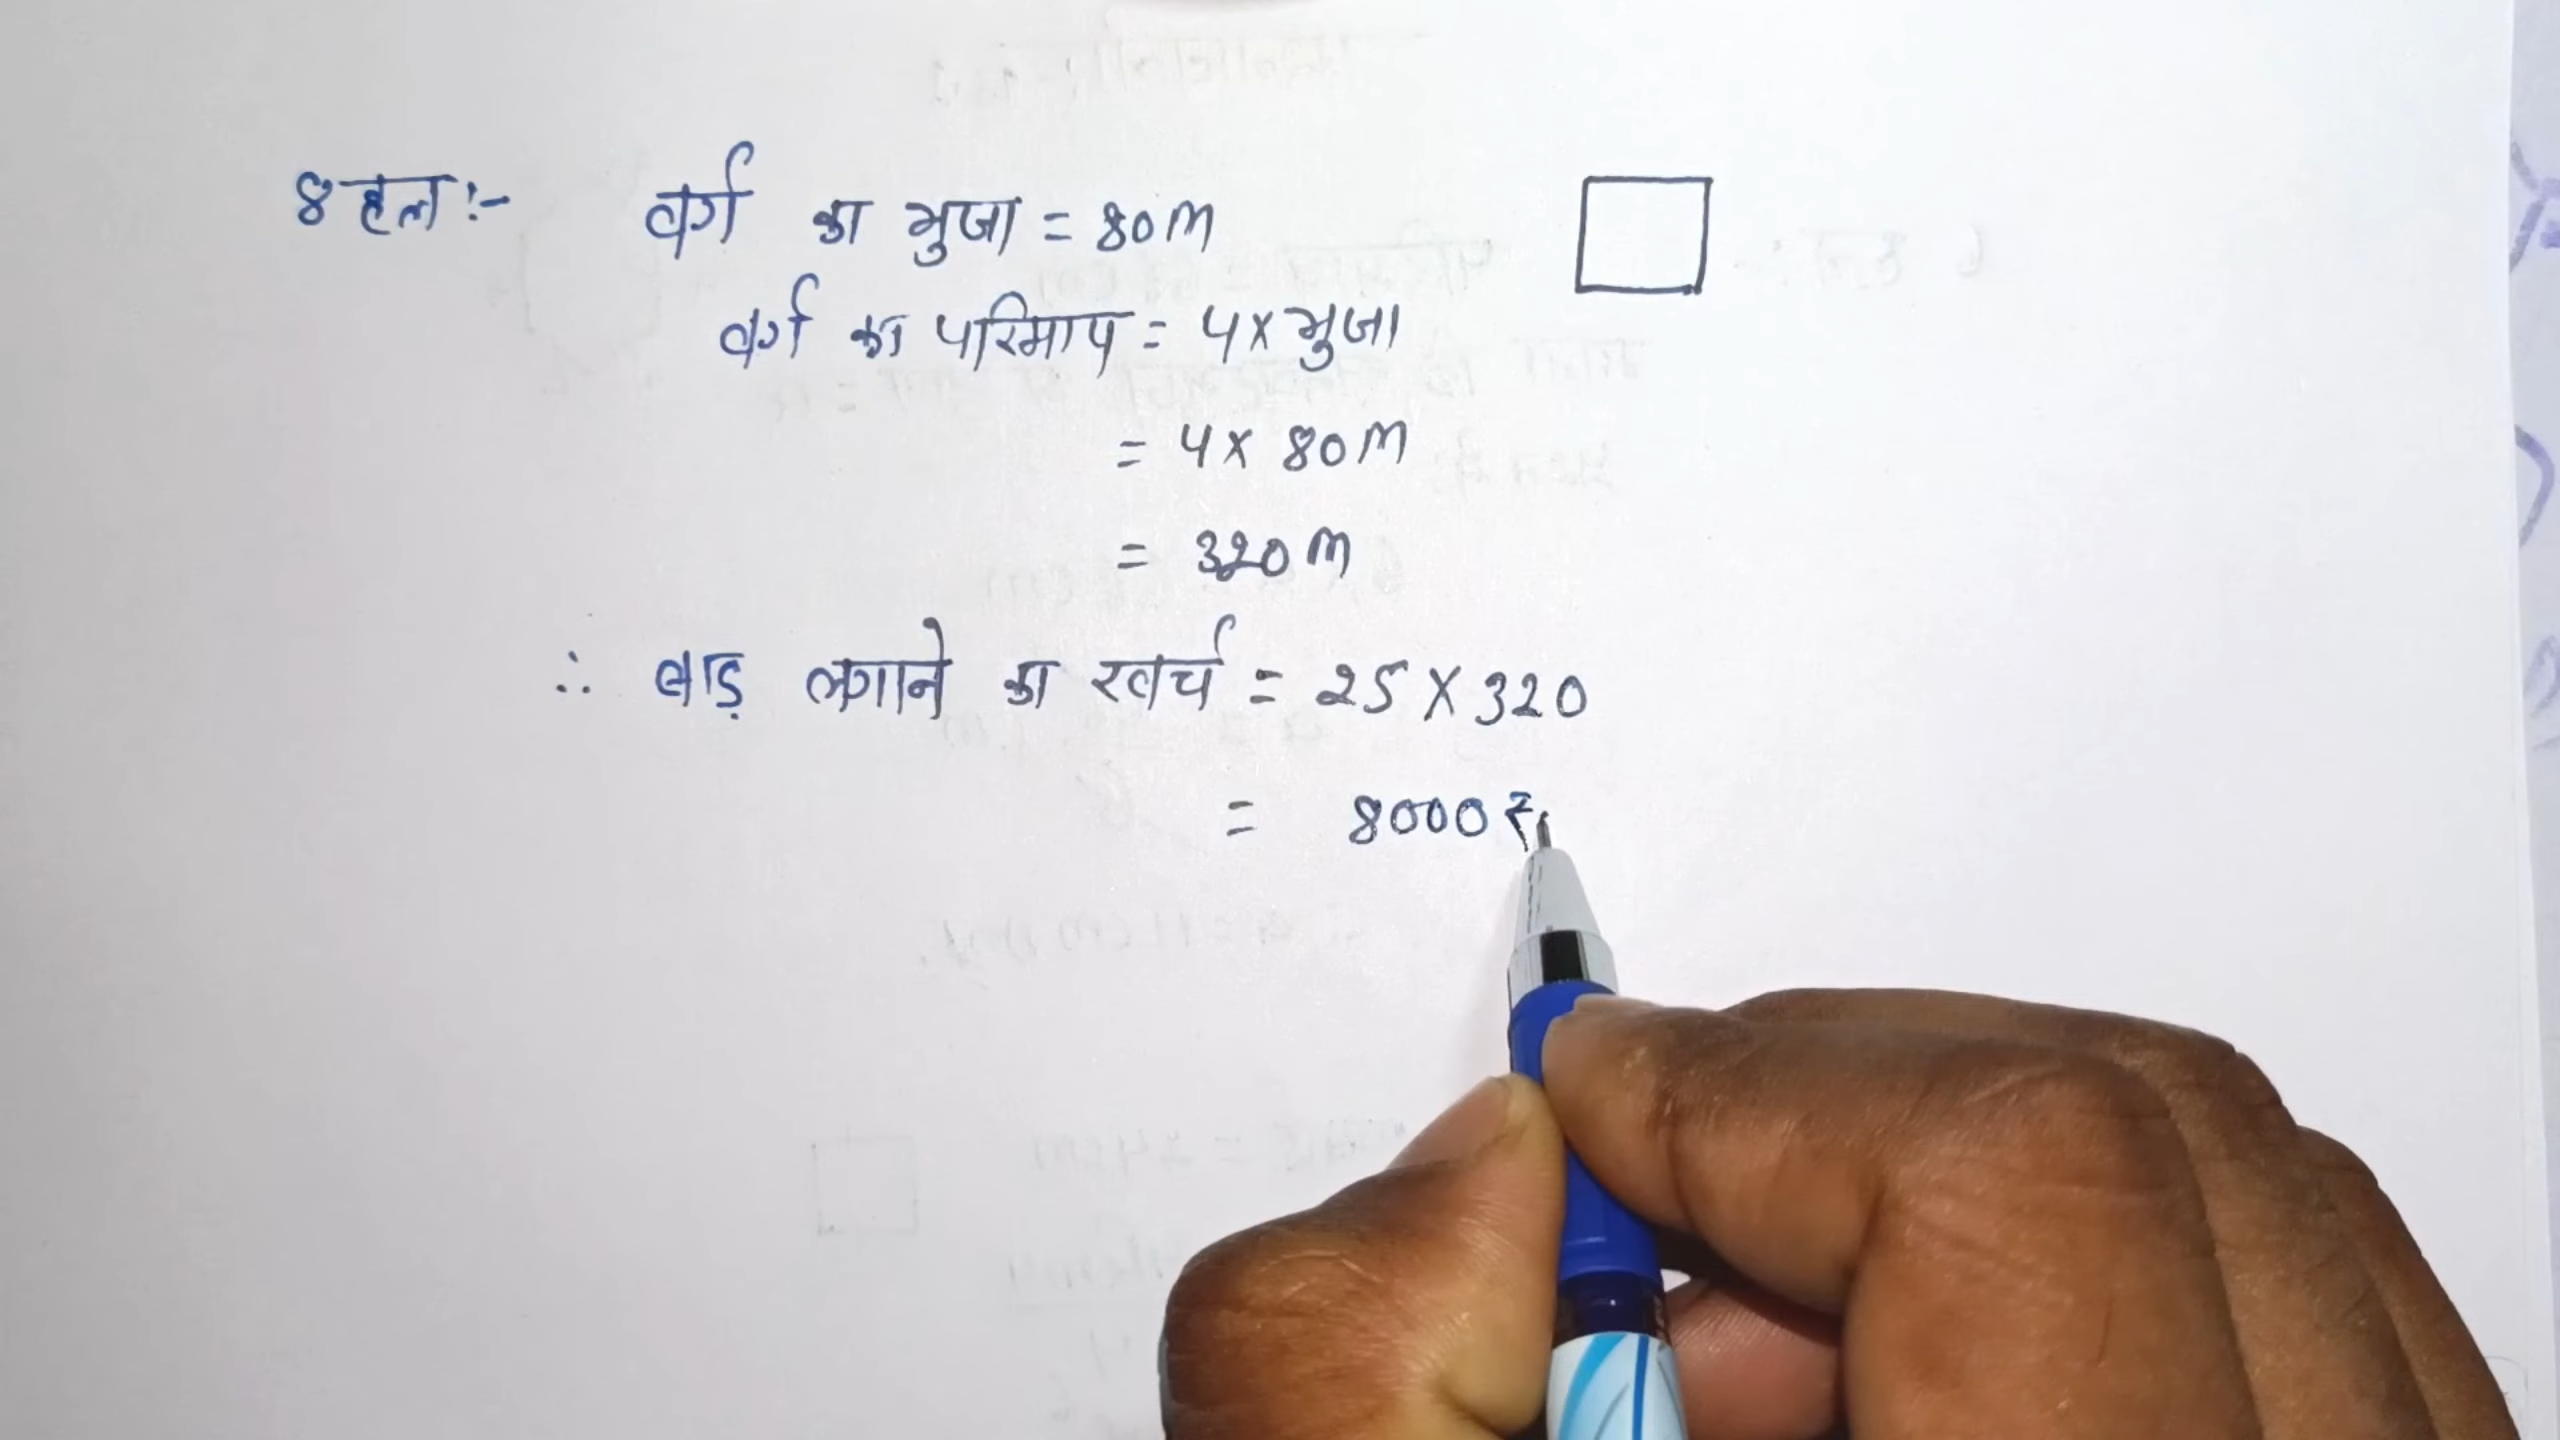 8 हल :- वर्ग का भुजा = 80m
वर्ग का परिमाप = 4 x भुजा
= 4 x 80m
= 320m
∴ बाड़ लगाने का खर्च = 25 x 320
= 8000 ₹